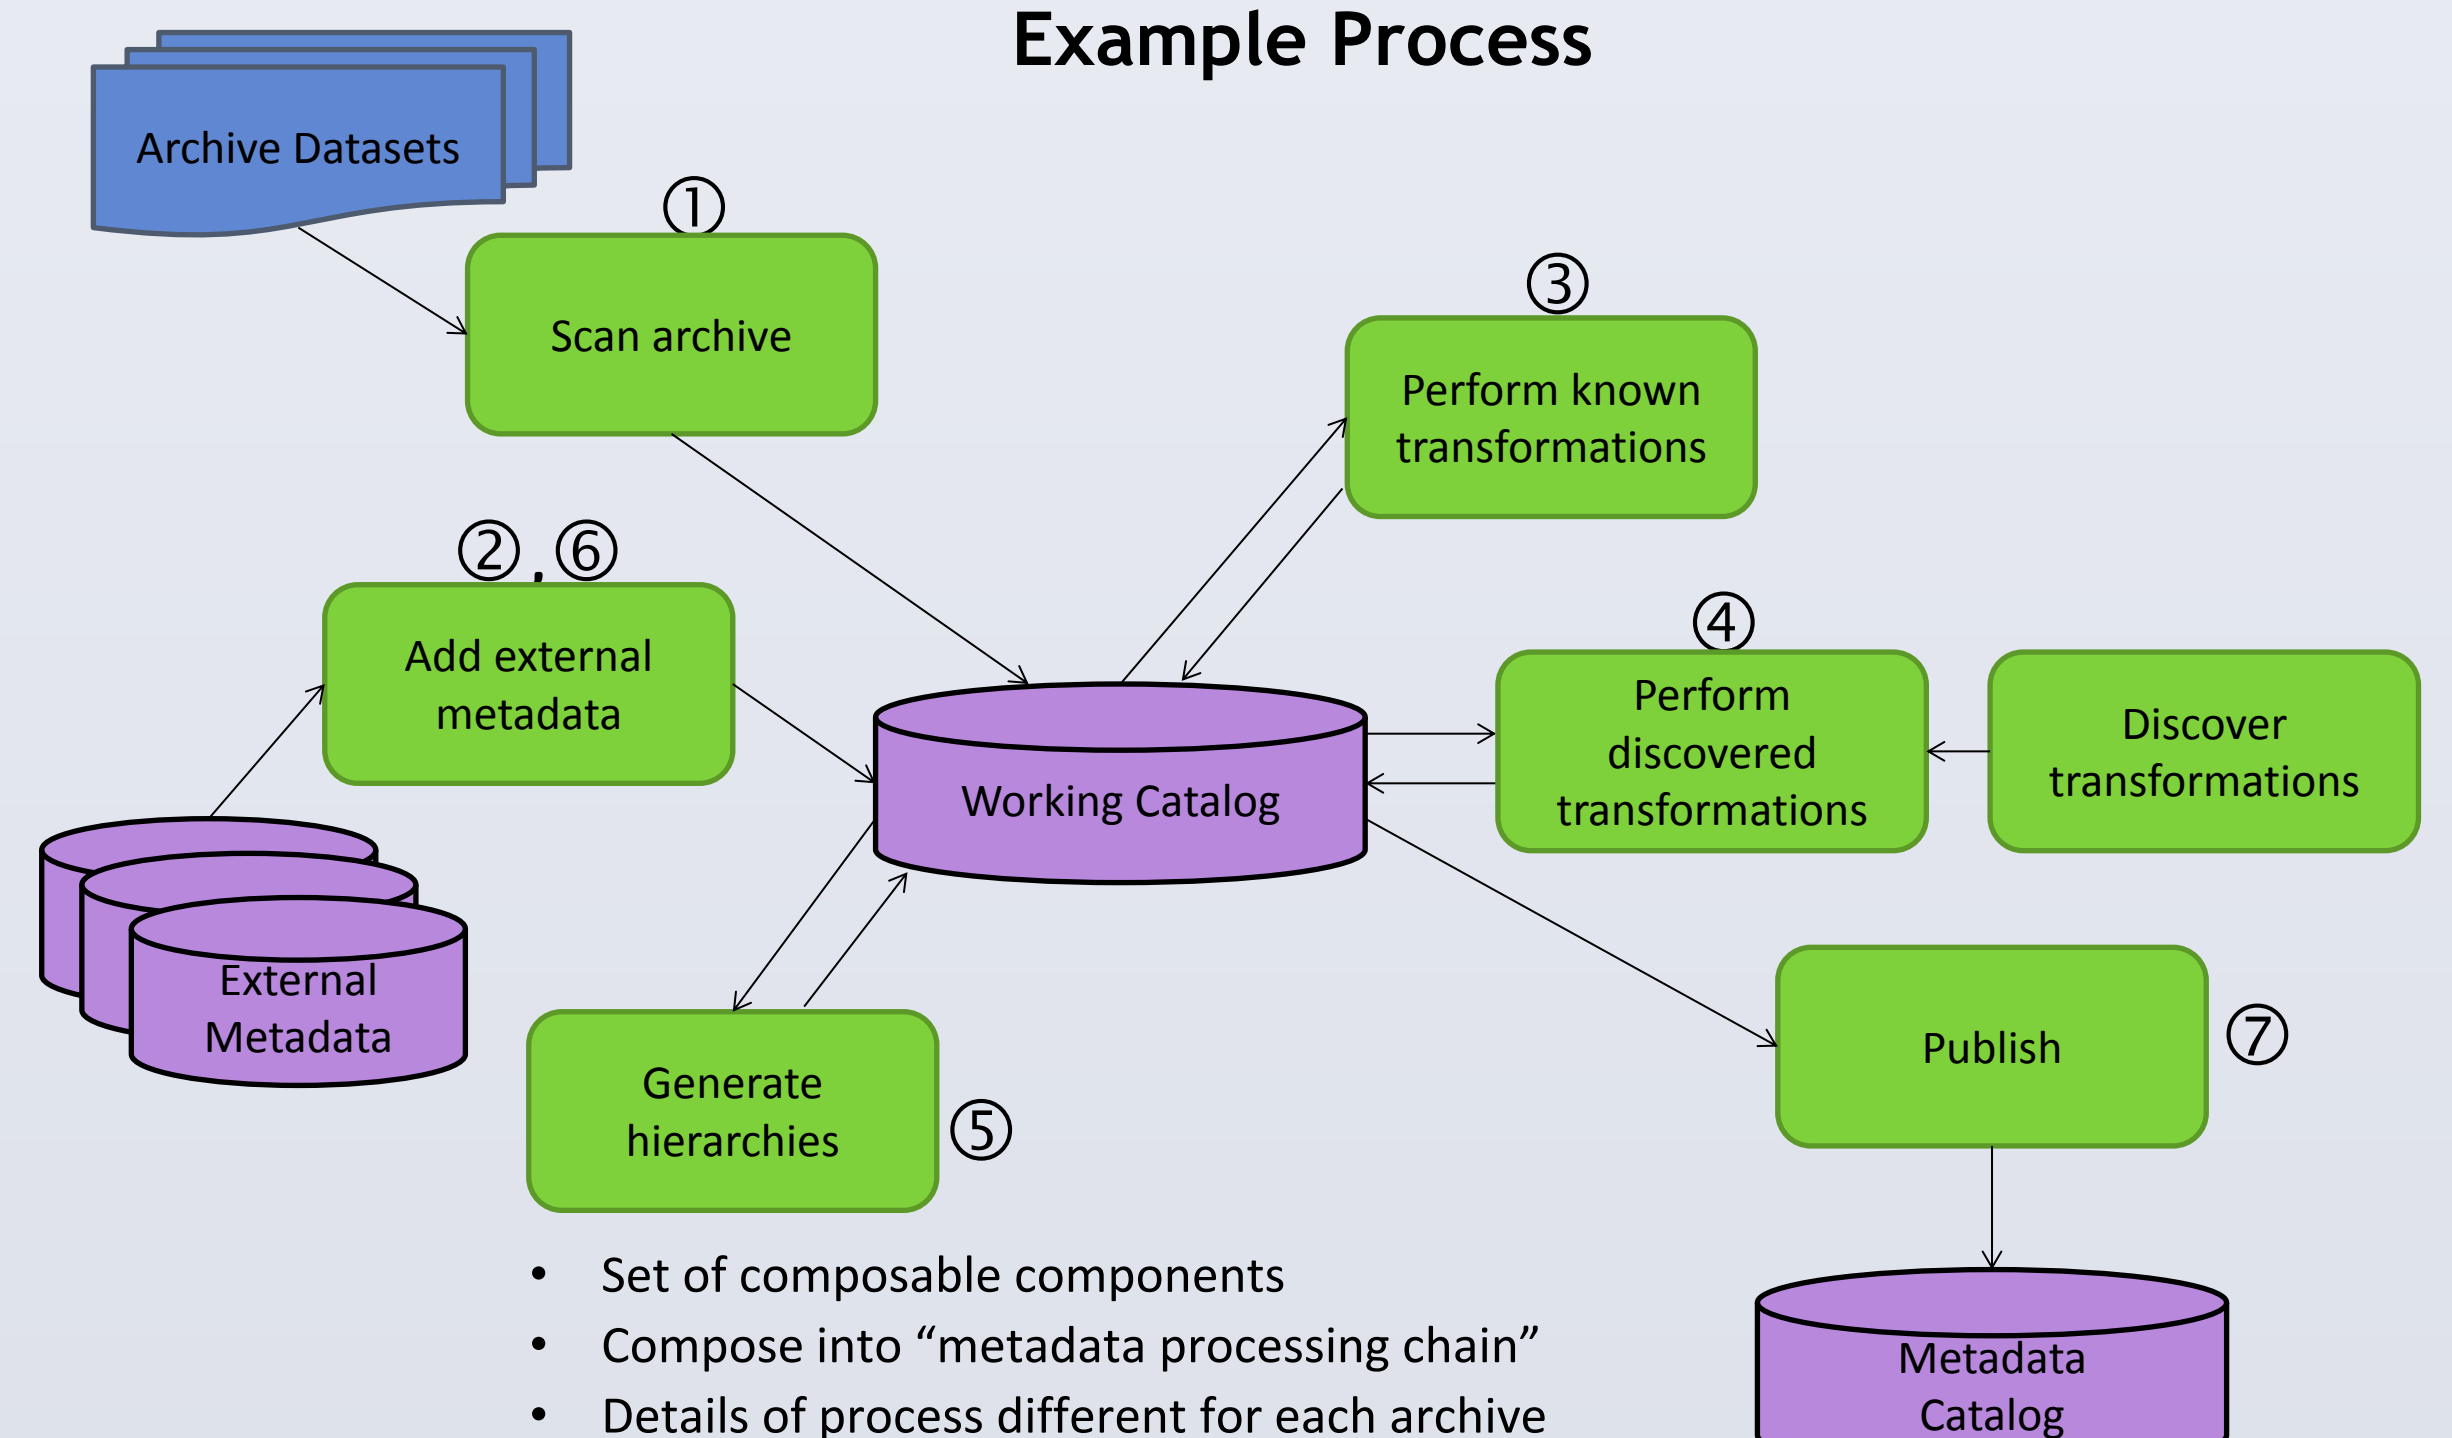 Example Process
Archive Datasets
①
Scan archive
③
Perform known
transformations
②,⑥
Add external
metadata
④
Perform
discovered
transformations
Discover
transformations
Working Catalog
External
Metadata
Generate
hierarchies
⑤
Publish
⑦
• Set of composable components
• Compose into “metadata processing chain”
• Details of process different for each archive
Metadata
Catalog